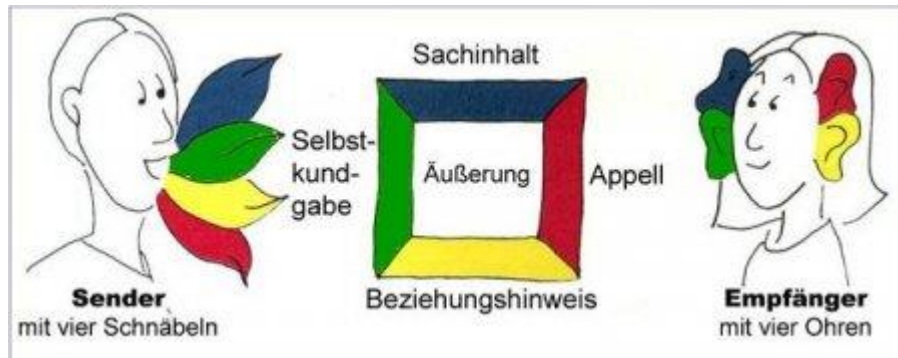 Sachinhalt
Selbst-
kund-
gabe
Äußerung
Appell
Beziehungshinweis
Sender
mit vier Schnäbeln
Empfänger
mit vier Ohren